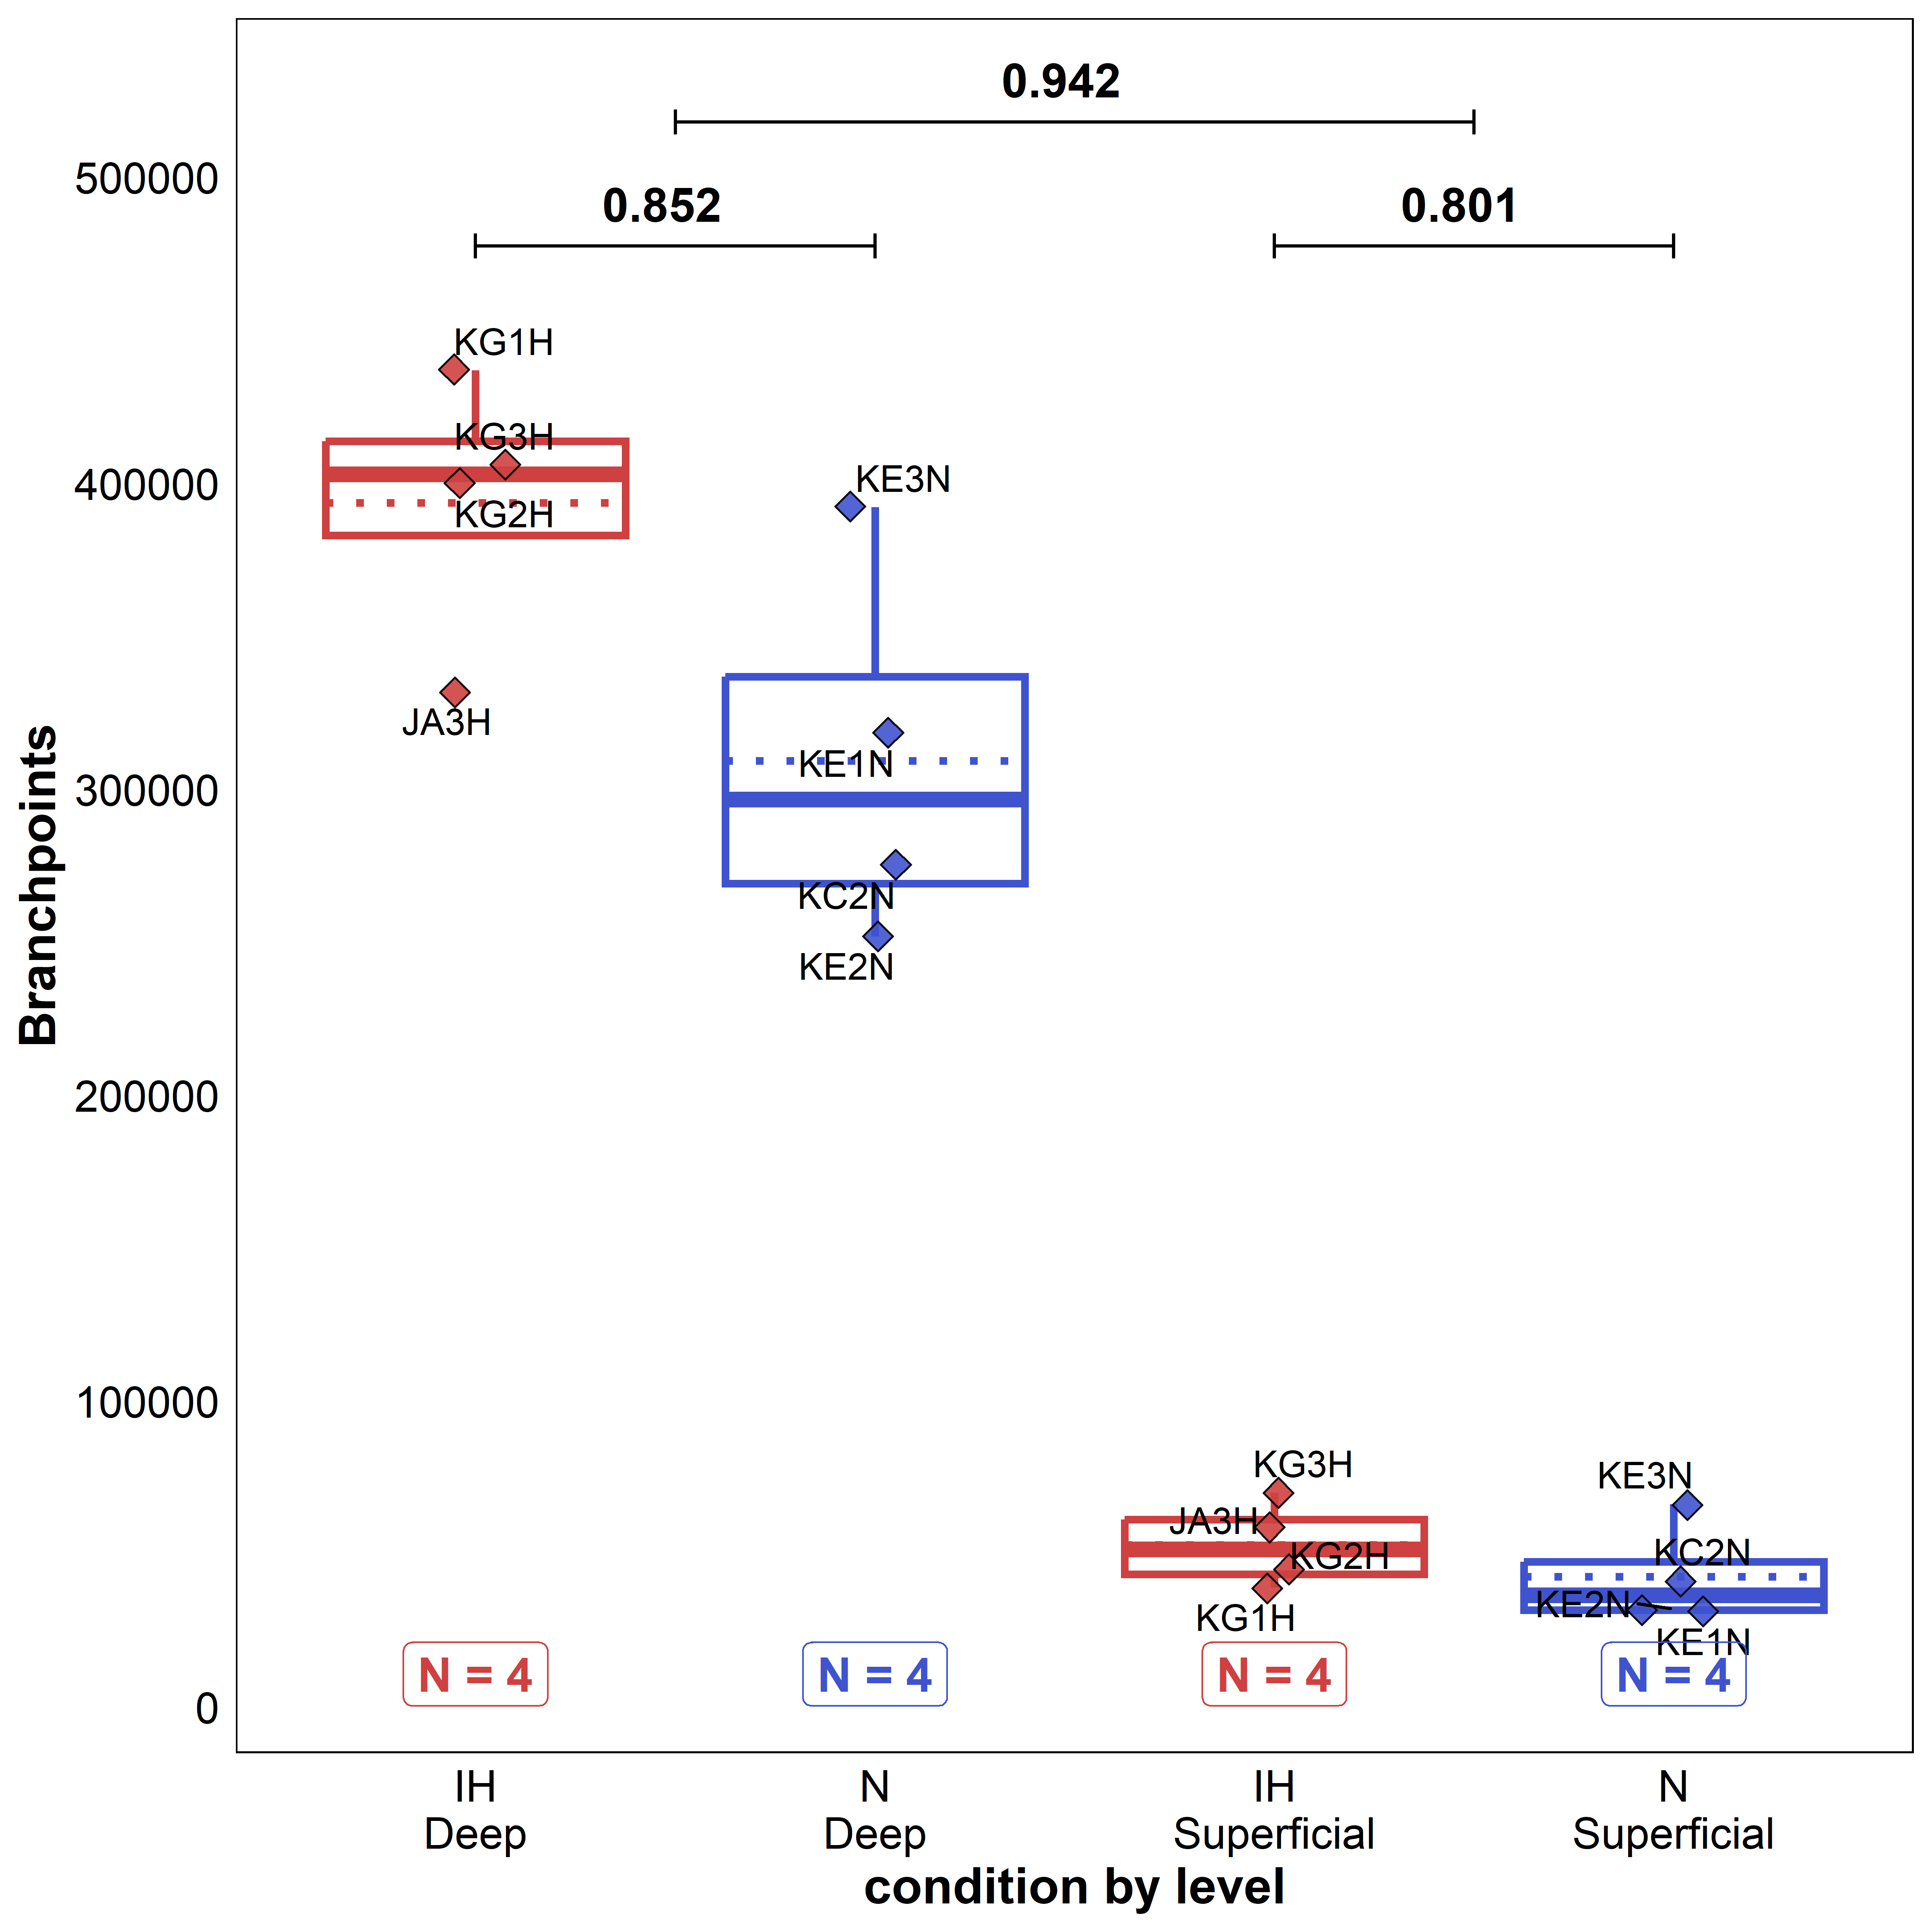 0.942
0.852
0.801
500000
400000
300000
200000
100000
0
Branchpoints
KG1H
KG3H
KG2H
JA3H
KE3N
KE1N
KC2N
KE2N
KG3H
JA3H
KG2H
KG1H
KE3N
KC2N
KE2N
KE1N
N = 4
N = 4
N = 4
N = 4
IH
Deep
N
Deep
IH
Superficial
N
Superficial
condition by level